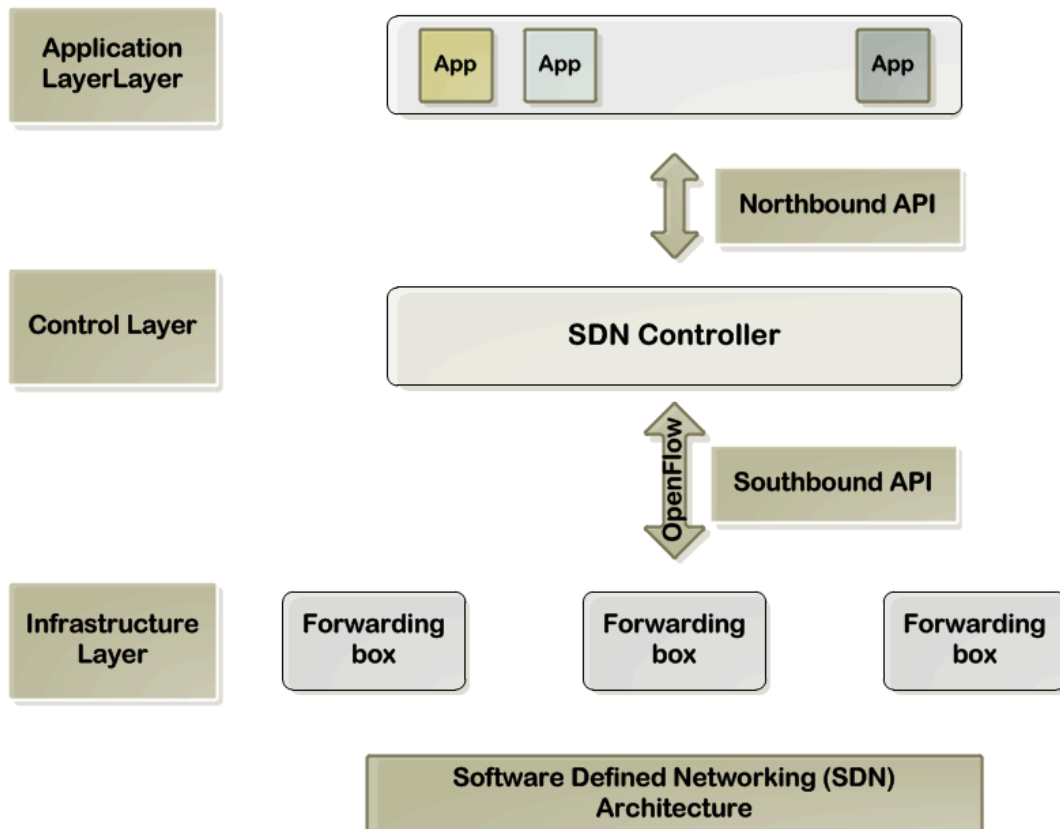 Application
LayerLayer
App
App
App
Northbound API
Control Layer
SDN Controller
OpenFlow
Southbound API
Infrastructure
Layer
Forwarding
box
Forwarding
box
Forwarding
box
Software Defined Networking (SDN)
Architecture